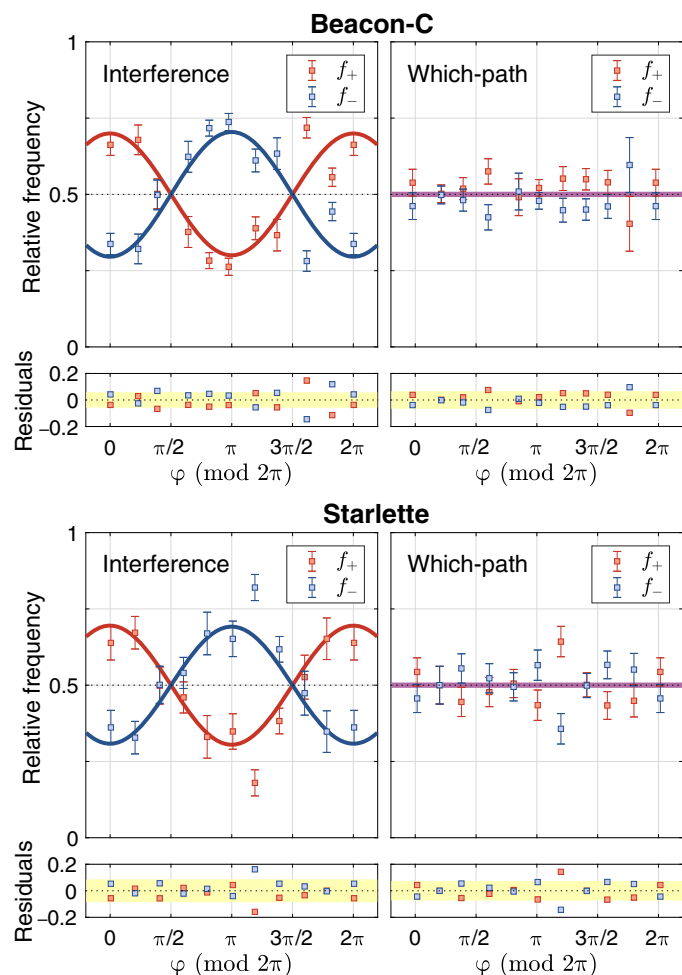 Beacon-C
1
0.5
0
Relative frequency
Interference
f₊
f₋
Which-path
f₊
f₋
0.2
0
−0.2
Residuals
0 π/2 π 3π/2 2π
φ (mod 2π)
0 π/2 π 3π/2 2π
φ (mod 2π)
Starlette
1
0.5
0
Relative frequency
Interference
f₊
f₋
Which-path
f₊
f₋
0.2
0
−0.2
Residuals
0 π/2 π 3π/2 2π
φ (mod 2π)
0 π/2 π 3π/2 2π
φ (mod 2π)